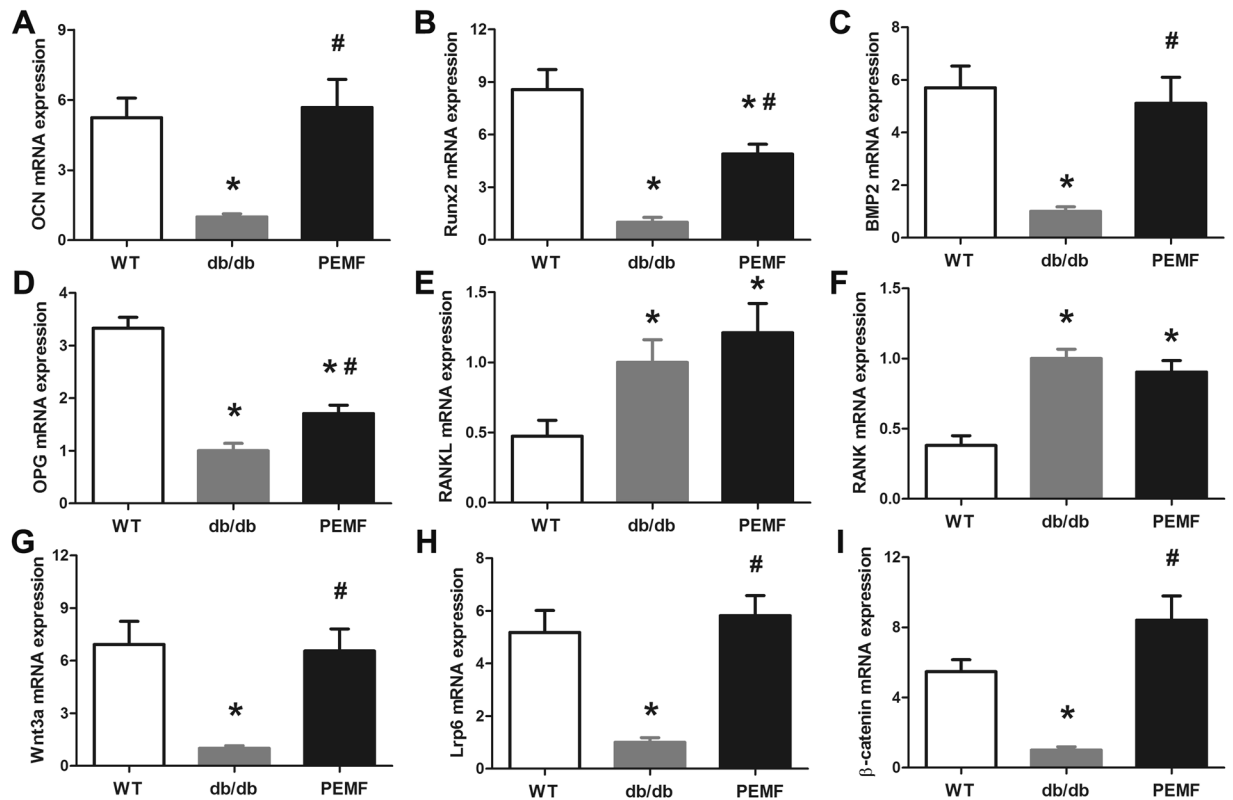 A
OCN mRNA expression
9
6
3
0
#
*
WT
db/db
PEMF
B
Runx2 mRNA expression
12
9
6
3
0
* #
*
WT
db/db
PEMF
C
BMP2 mRNA expression
8
6
4
2
0
#
*
WT
db/db
PEMF
D
OPG mRNA expression
4
3
2
1
0
* #
*
WT
db/db
PEMF
E
RANKL mRNA expression
1.5
1.0
0.5
0.0
*
*
WT
db/db
PEMF
F
RANK mRNA expression
1.5
1.0
0.5
0.0
*
*
WT
db/db
PEMF
G
Wnt3a mRNA expression
12
9
6
3
0
#
*
WT
db/db
PEMF
H
Lrp6 mRNA expression
8
6
4
2
0
#
*
WT
db/db
PEMF
I
β-catenin mRNA expression
12
8
4
0
#
*
WT
db/db
PEMF